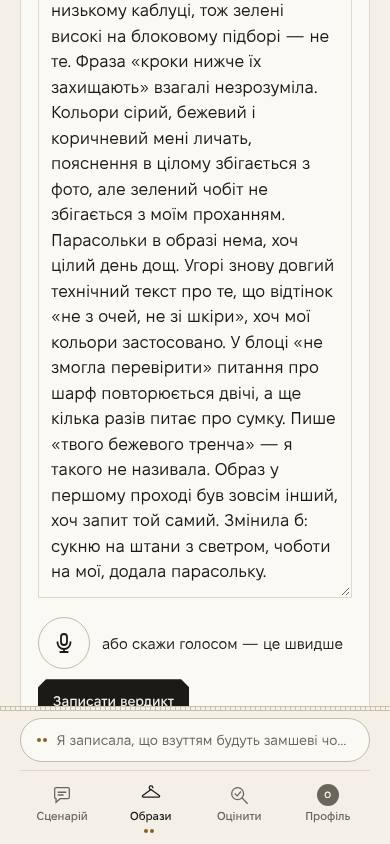 низькому каблуці, тож зелені
високі на блоковому підборі — не
те. Фраза «кроки нижче їх
захищають» взагалі незрозуміла.
Кольори сірий, бежевий і
коричневий мені личать,
пояснення в цілому збігається з
фото, але зелений чобіт не
збігається з моїм проханням.
Парасольки в образі нема, хоч
цілий день дощ. Угорі знову довгий
технічний текст про те, що відтінок
«не з очей, не зі шкіри», хоч мої
кольори застосовано. У блоці «не
змогла перевірити» питання про
шарф повторюється двічі, а ще
кілька разів питає про сумку. Пише
«твого бежевого тренча» — я
такого не називала. Образ у
першому проході був зовсім інший,
хоч запит той самий. Змінила б:
сукню на штани з светром, чоботи
на мої, додала парасольку.
або скажи голосом — це швидше
Записати вердикт
Я записала, що взуттям будуть замшеві чо...
Сценарій
Образи
Оцінити
О
Профіль